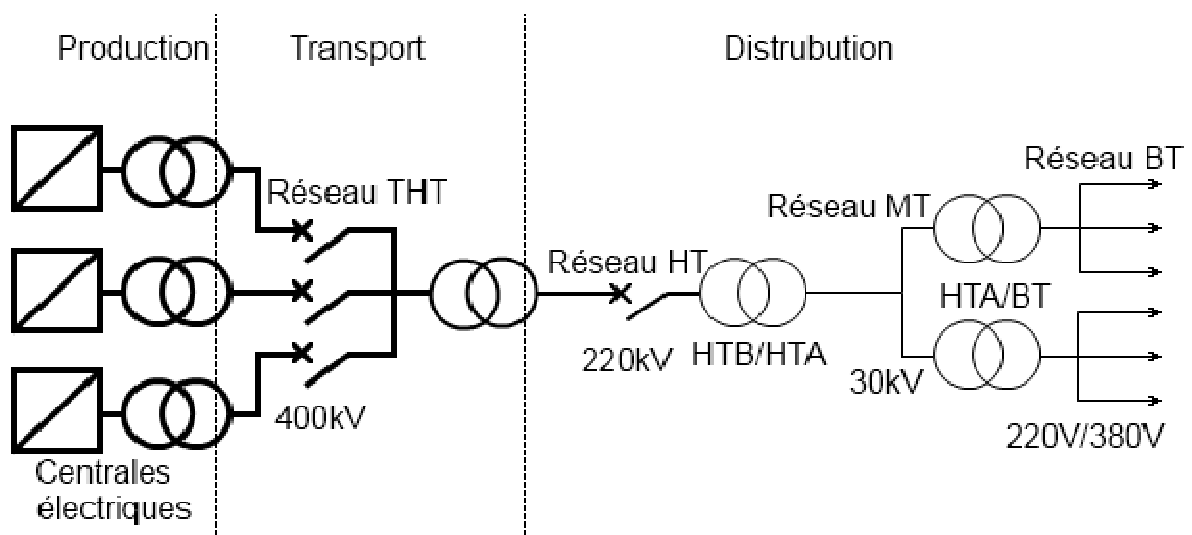 Production
Transport
Distrubution
Réseau THT
Réseau HT
Réseau MT
Réseau BT
HTA/BT
220kV
HTB/HTA
30kV
400kV
220V/380V
Centrales
électriques